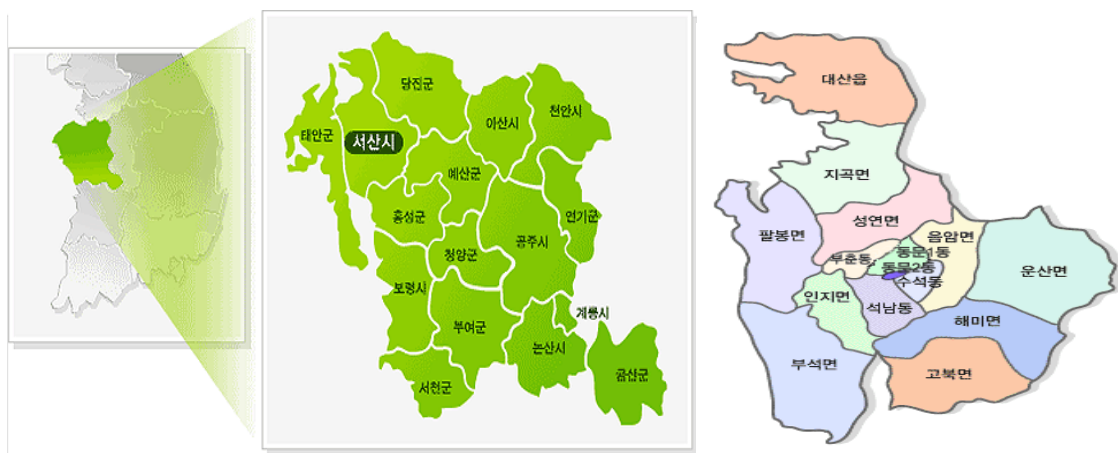 당진군
천안시
아산시
태안군
서산시
예산군
연기군
홍성군
공주시
청양군
보령시
계룡시
부여군
논산시
금산군
서천군
대산읍
지곡면
성연면
팔봉면
음암면
동문1동
부춘동
동문2동
운산면
수석동
인지면
석남동
해미면
부석면
고북면